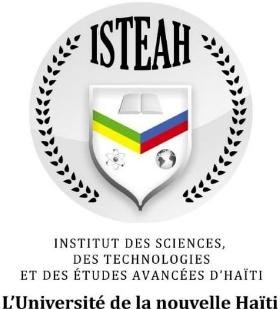 ISTEAH
INSTITUT DES SCIENCES,
DES TECHNOLOGIES
ET DES ÉTUDES AVANCÉES D'HAÏTI
L'Université de la nouvelle Haïti